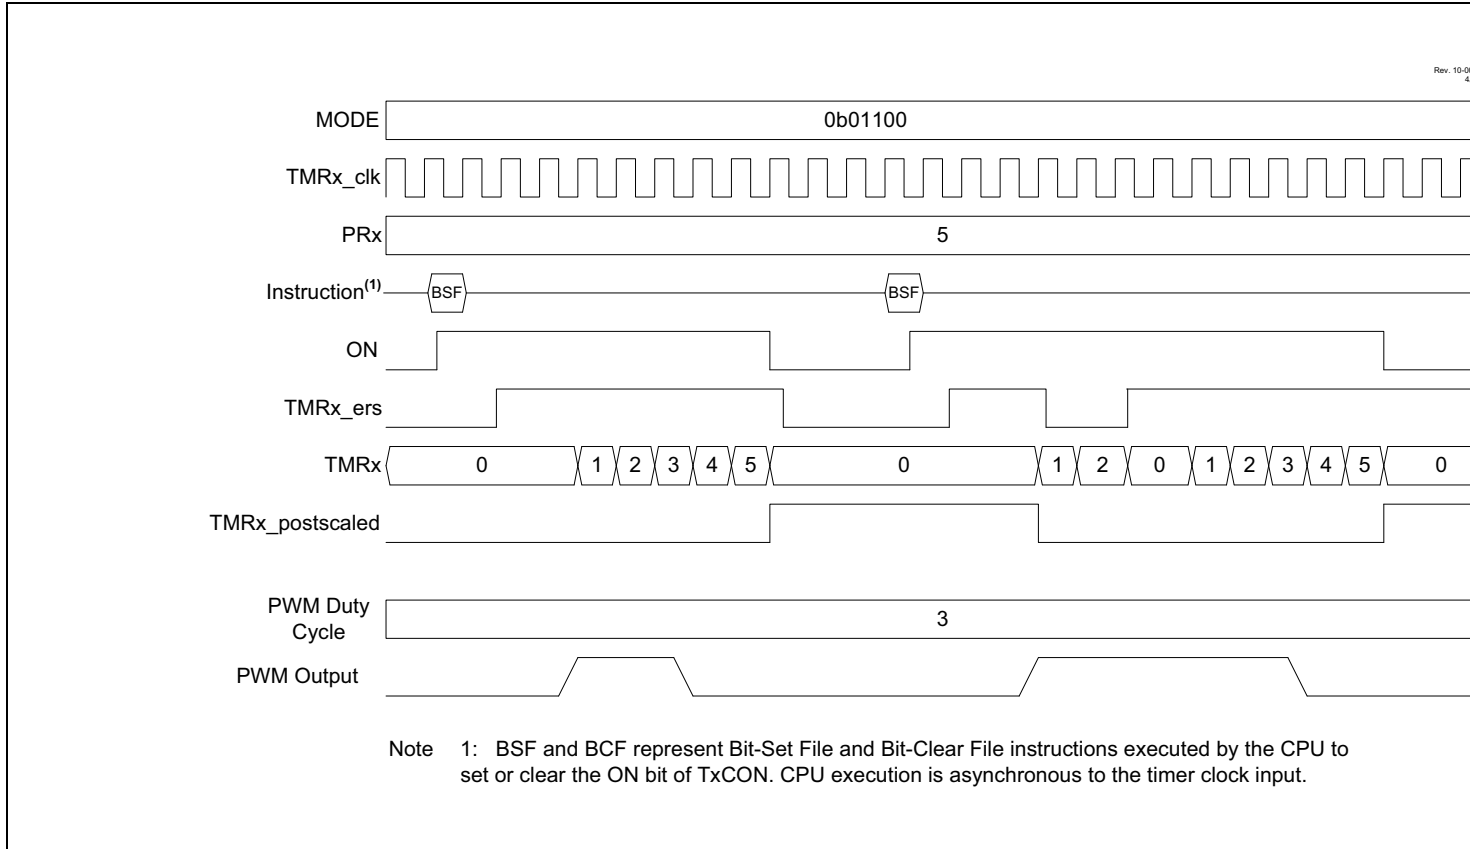 Rev. 10-0
4
MODE 0b01100
TMRx_clk
PRx 5
Instruction(1) BSF BSF
ON
TMRx_ers
TMRx 0 1 2 3 4 5 0 1 2 0 1 2 3 4 5 0
TMRx_postscaled
PWM Duty
Cycle 3
PWM Output
Note 1: BSF and BCF represent Bit-Set File and Bit-Clear File instructions executed by the CPU to
set or clear the ON bit of TxCON. CPU execution is asynchronous to the timer clock input.